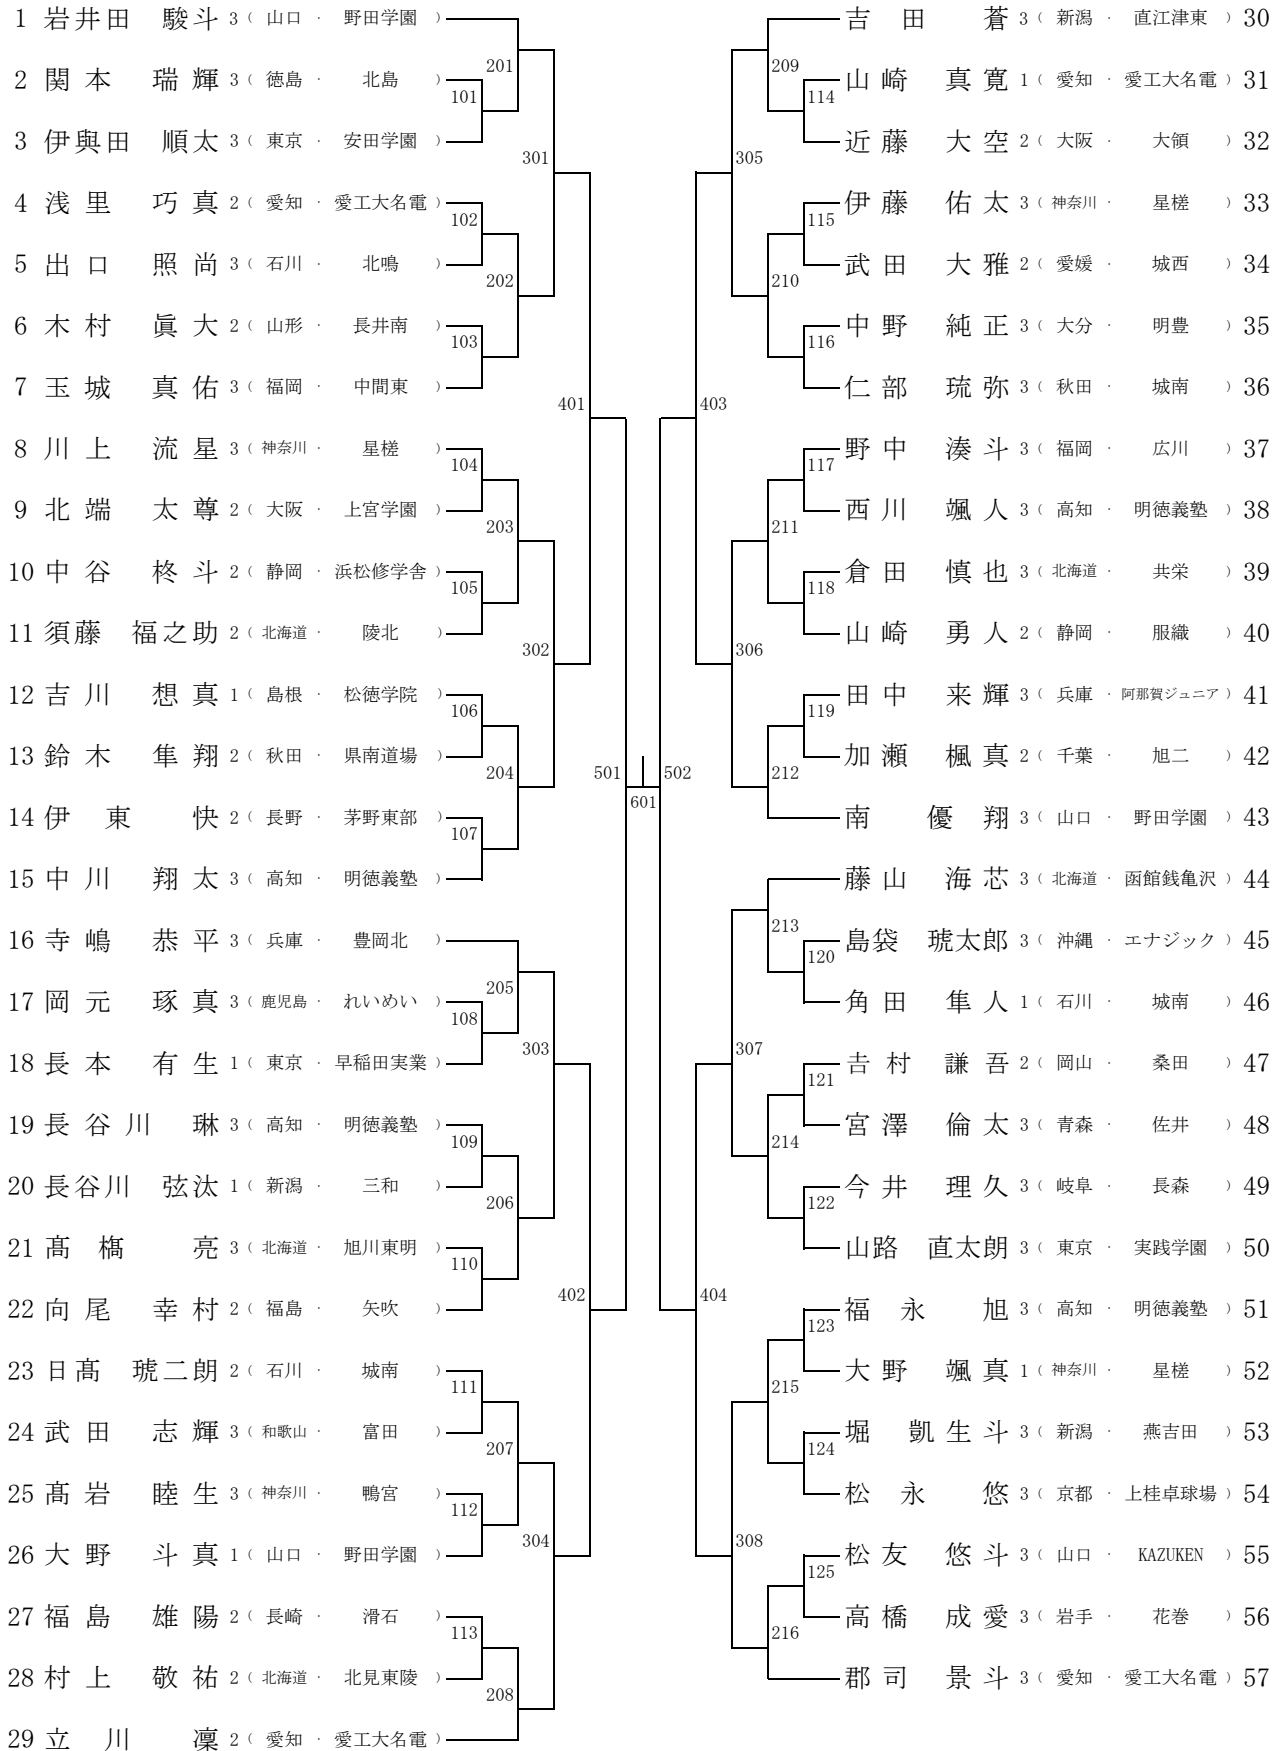 1 岩井田 駿斗 3 ( 山口 · 野田学園 )
2 関本 瑞輝 3 ( 徳島 · 北島 )
3 伊與田 順太 3 ( 東京 · 安田学園 )
4 浅里 巧真 2 ( 愛知 · 愛工大名電 )
5 出口 照尚 3 ( 石川 · 北鳴 )
6 木村 眞大 2 ( 山形 · 長井南 )
7 玉城 真佑 3 ( 福岡 · 中間東 )
8 川上 流星 3 ( 神奈川 · 星槎 )
9 北端 太尊 2 ( 大阪 · 上宮学園 )
10 中谷 柊斗 2 ( 静岡 · 浜松修学舎 )
11 須藤 福之助 2 ( 北海道 · 陵北 )
12 吉川 想真 1 ( 島根 · 松徳学院 )
13 鈴木 隼翔 2 ( 秋田 · 県南道場 )
14 伊東 快 2 ( 長野 · 茅野東部 )
15 中川 翔太 3 ( 高知 · 明徳義塾 )
16 寺嶋 恭平 3 ( 兵庫 · 豊岡北 )
17 岡元 琢真 3 ( 鹿児島 · れいめい )
18 長本 有生 1 ( 東京 · 早稲田実業 )
19 長谷川 琳 3 ( 高知 · 明徳義塾 )
20 長谷川 弦汰 1 ( 新潟 · 三和 )
21 髙橋 亮 3 ( 北海道 · 旭川東明 )
22 向尾 幸村 2 ( 福島 · 矢吹 )
23 日髙 琥二朗 2 ( 石川 · 城南 )
24 武田 志輝 3 ( 和歌山 · 富田 )
25 髙岩 睦生 3 ( 神奈川 · 鴨宮 )
26 大野 斗真 1 ( 山口 · 野田学園 )
27 福島 雄陽 2 ( 長崎 · 滑石 )
28 村上 敬祐 2 ( 北海道 · 北見東陵 )
29 立川 凜 2 ( 愛知 · 愛工大名電 )
101
102
103
104
105
106
107
108
109
110
111
112
113
201
202
203
204
205
206
207
208
301
302
303
304
401
402
501
601
502
403
404
305
306
307
308
209
210
211
212
213
214
215
216
114
115
116
117
118
119
120
121
122
123
124
125
吉田 蒼 3 ( 新潟 · 直江津東 ) 30
山崎 真寛 1 ( 愛知 · 愛工大名電 ) 31
近藤 大空 2 ( 大阪 · 大領 ) 32
伊藤 佑太 3 ( 神奈川 · 星槎 ) 33
武田 大雅 2 ( 愛媛 · 城西 ) 34
中野 純正 3 ( 大分 · 明豊 ) 35
仁部 琉弥 3 ( 秋田 · 城南 ) 36
野中 湊斗 3 ( 福岡 · 広川 ) 37
西川 颯人 3 ( 高知 · 明徳義塾 ) 38
倉田 慎也 3 ( 北海道 · 共栄 ) 39
山崎 勇人 2 ( 静岡 · 服織 ) 40
田中 来輝 3 ( 兵庫 · 阿那賀ジュニア ) 41
加瀬 楓真 2 ( 千葉 · 旭二 ) 42
南 優翔 3 ( 山口 · 野田学園 ) 43
藤山 海芯 3 ( 北海道 · 函館銭亀沢 ) 44
島袋 琥太郎 3 ( 沖縄 · エナジック ) 45
角田 隼人 1 ( 石川 · 城南 ) 46
𠮷村 謙吾 2 ( 岡山 · 桑田 ) 47
宮澤 倫太 3 ( 青森 · 佐井 ) 48
今井 理久 3 ( 岐阜 · 長森 ) 49
山路 直太朗 3 ( 東京 · 実践学園 ) 50
福永 旭 3 ( 高知 · 明徳義塾 ) 51
大野 颯真 1 ( 神奈川 · 星槎 ) 52
堀 凱生斗 3 ( 新潟 · 燕吉田 ) 53
松永 悠 3 ( 京都 · 上桂卓球場 ) 54
松友 悠斗 3 ( 山口 · KAZUKEN ) 55
高橋 成愛 3 ( 岩手 · 花巻 ) 56
郡司 景斗 3 ( 愛知 · 愛工大名電 ) 57